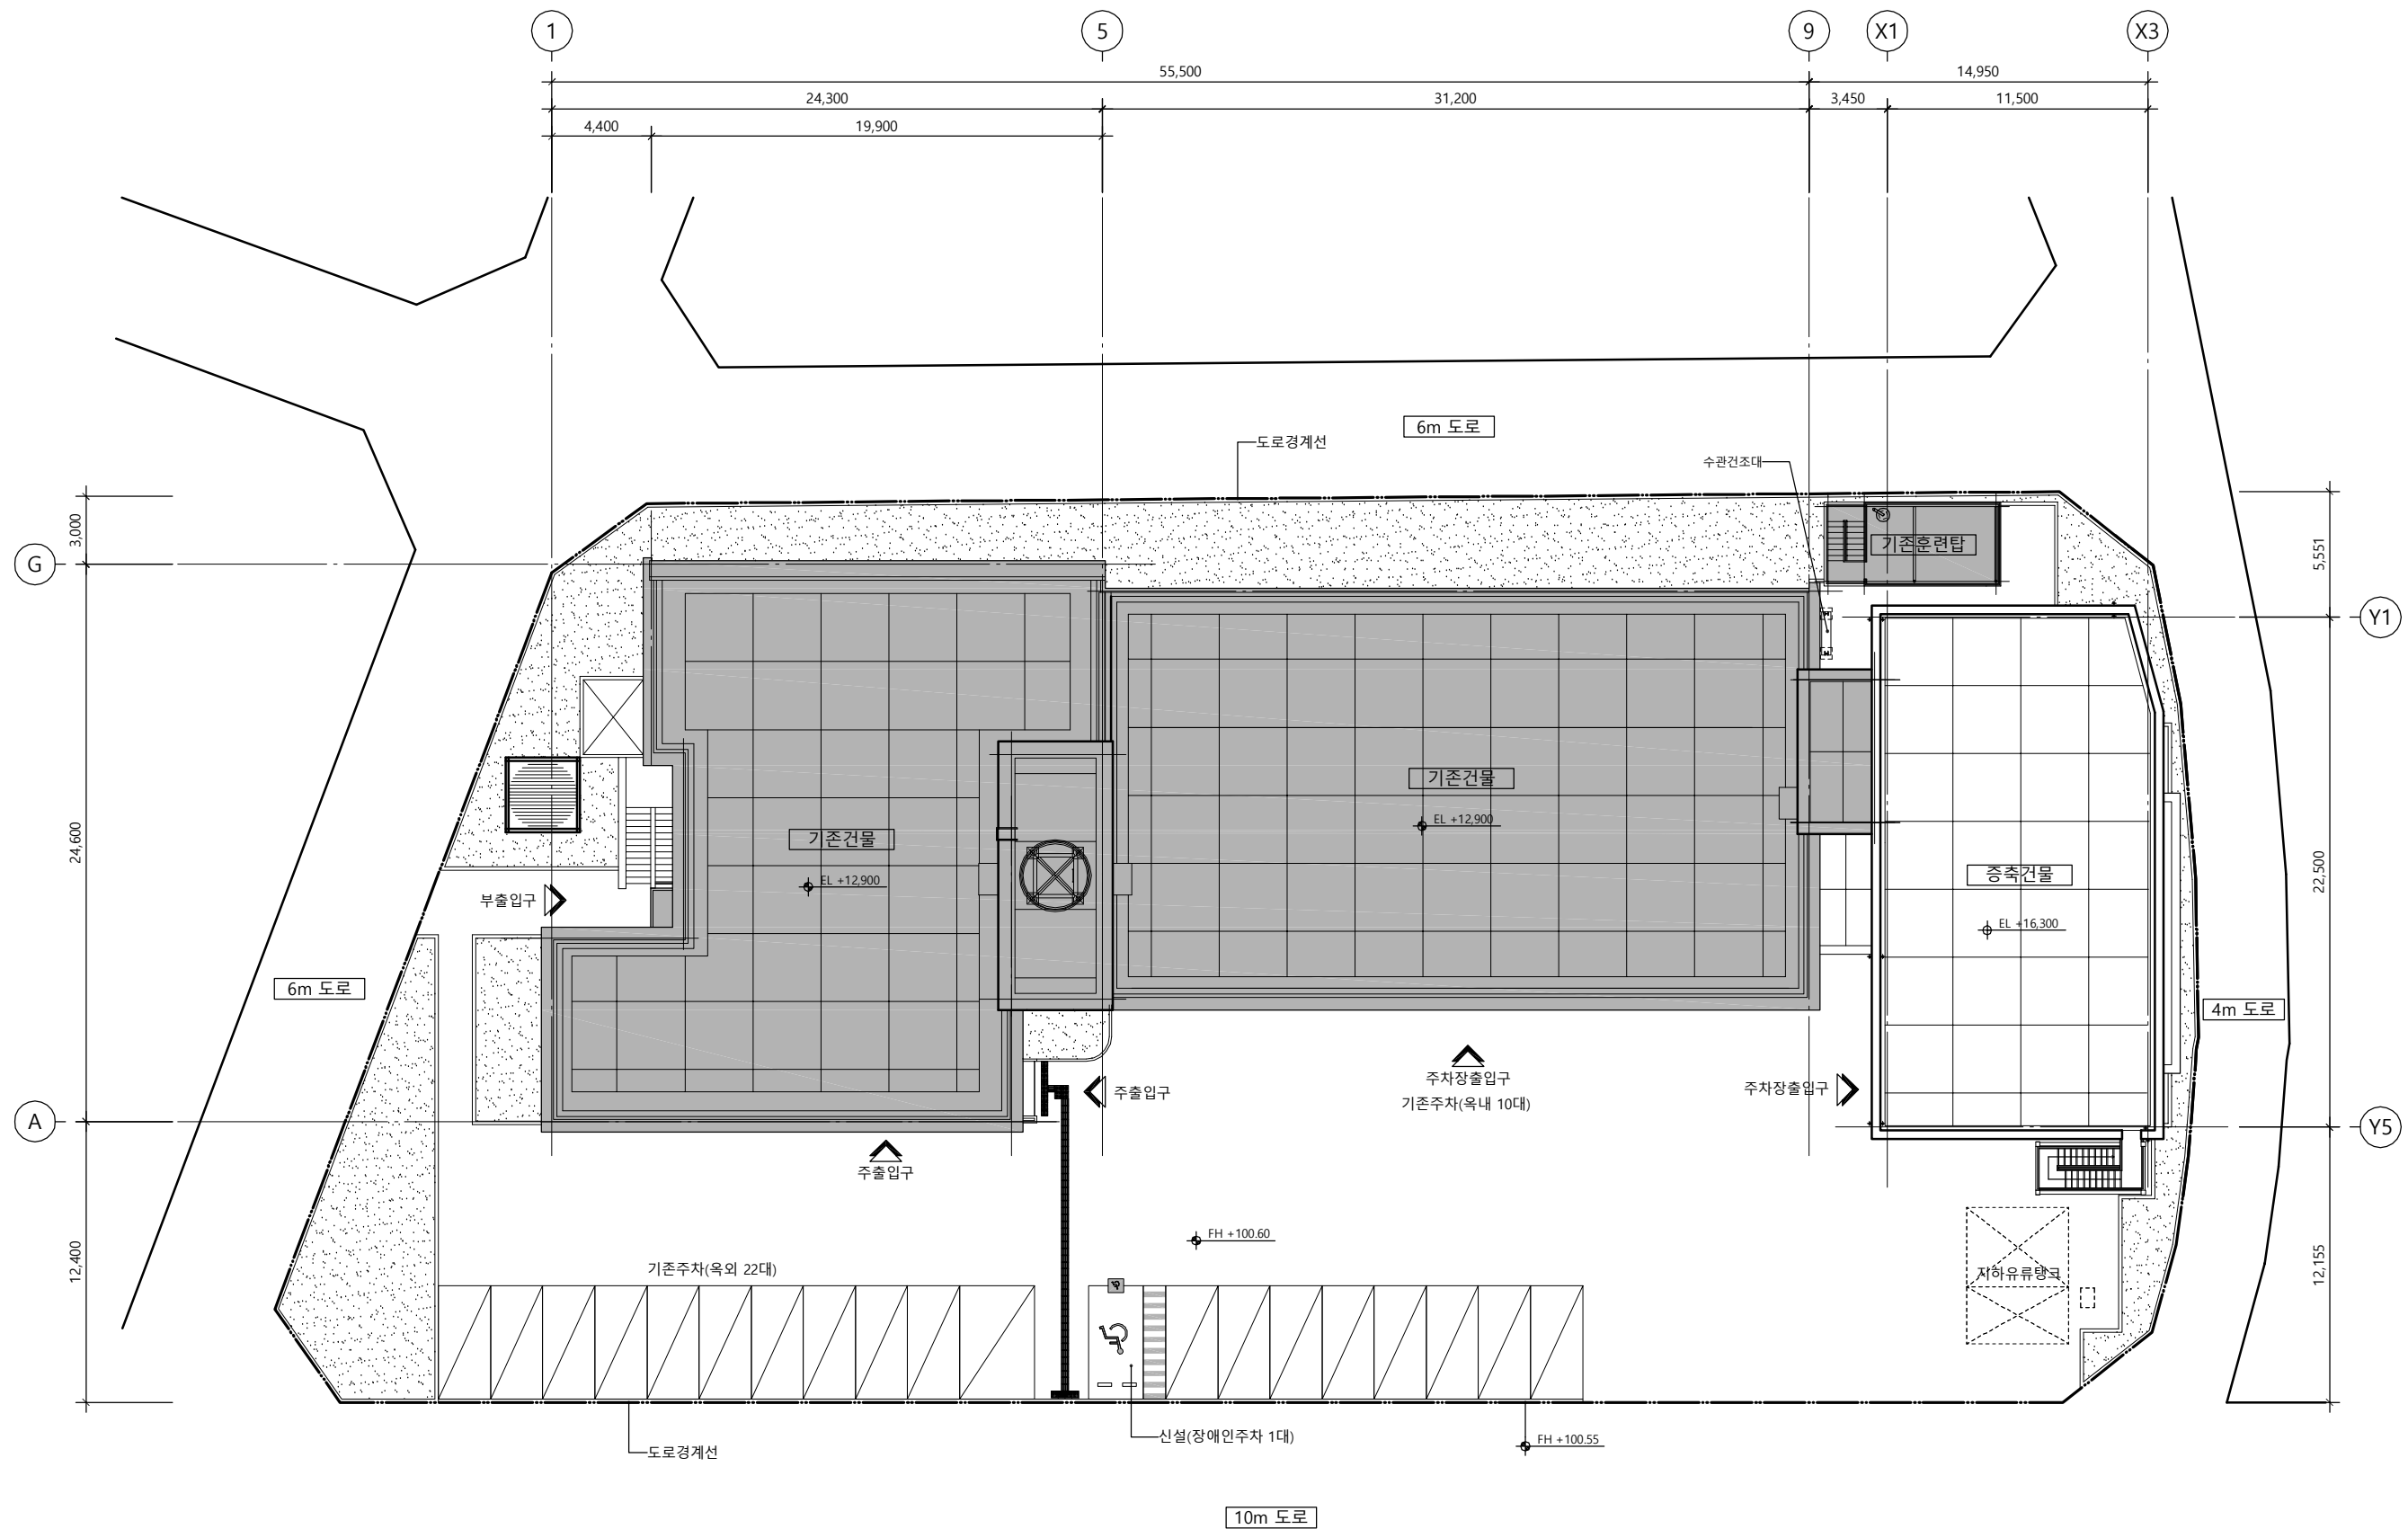 1
5
9
X1
X3
55,500
14,950
24,300
31,200
3,450
11,500
4,400
19,900
6m 도로
도로경계선
수관건조대
3,000
G
기존훈련탑
5,551
Y1
기존건물
EL +12,900
24,600
기존건물
EL +12,900
증축건물
22,500
부출입구
EL +16,300
6m 도로
4m 도로
주차장출입구
주출입구
주차장출입구
기존주차(옥내 10대)
A
Y5
주출입구
FH +100.60
12,400
기존주차(옥외 22대)
지하유류탱크
12,155
신설(장애인주차 1대)
FH +100.55
도로경계선
10m 도로